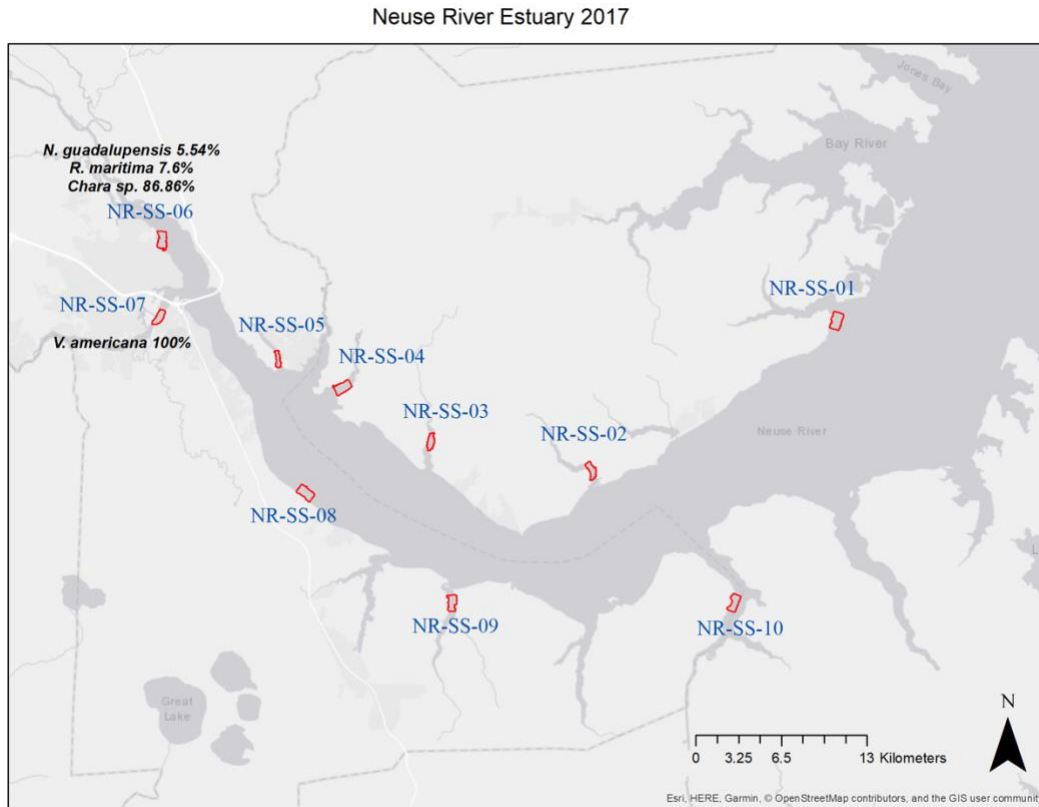 Neuse River Estuary 2017
Jones Bay
Bay River
N. guadalupensis 5.54%
R. maritima 7.6%
Chara sp. 86.86%
NR-SS-06
NR-SS-01
NR-SS-07
NR-SS-05
V. americana 100%
NR-SS-04
NR-SS-03
NR-SS-02
Neuse River
NR-SS-08
NR-SS-09
NR-SS-10
Great
Lake
N
0 3.25 6.5 13 Kilometers
Esri, HERE, Garmin, © OpenStreetMap contributors, and the GIS user communit